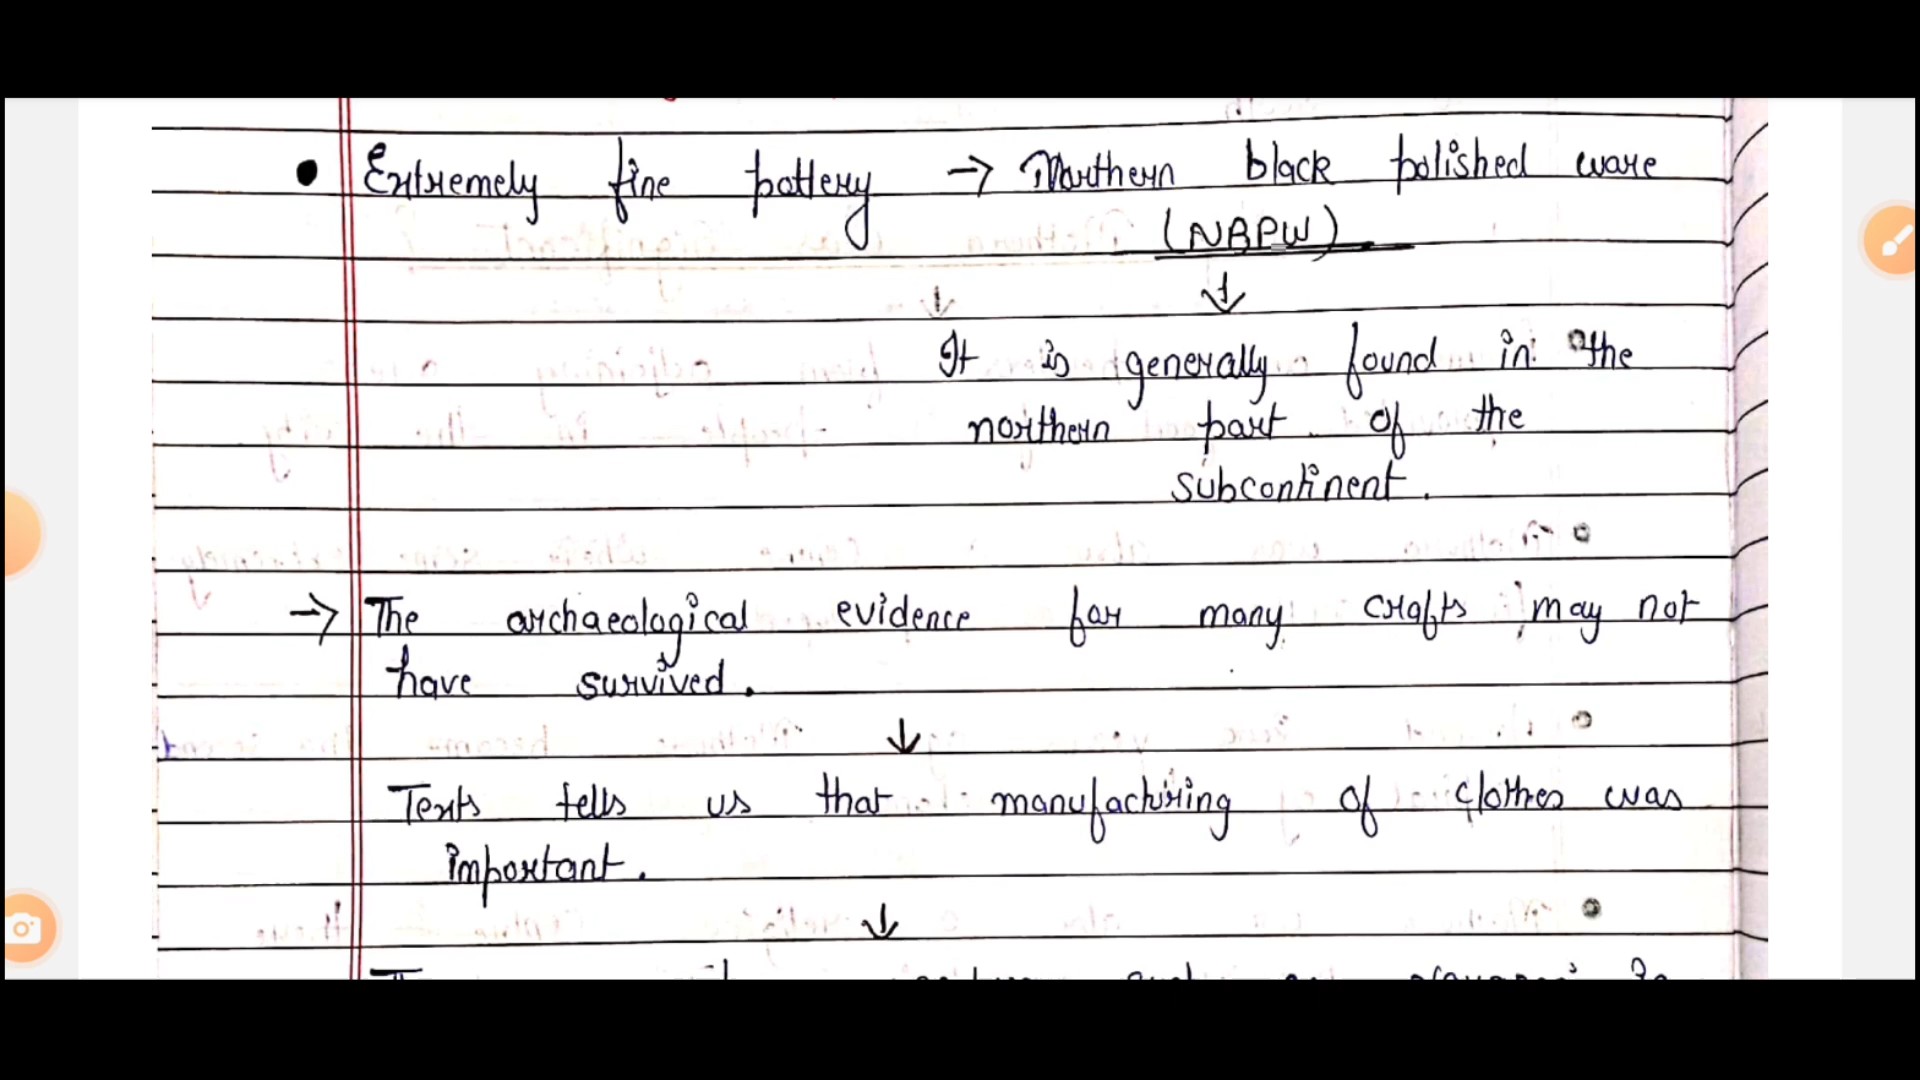 • Extremely fine pottery → Northern black polished ware
(NBPW)
↓
It is generally found in the
northern part of the
subcontinent.
→ The archaeological evidence for many crafts may not
have survived.
↓
Texts tells us that manufacturing of clothes was
important.
↓